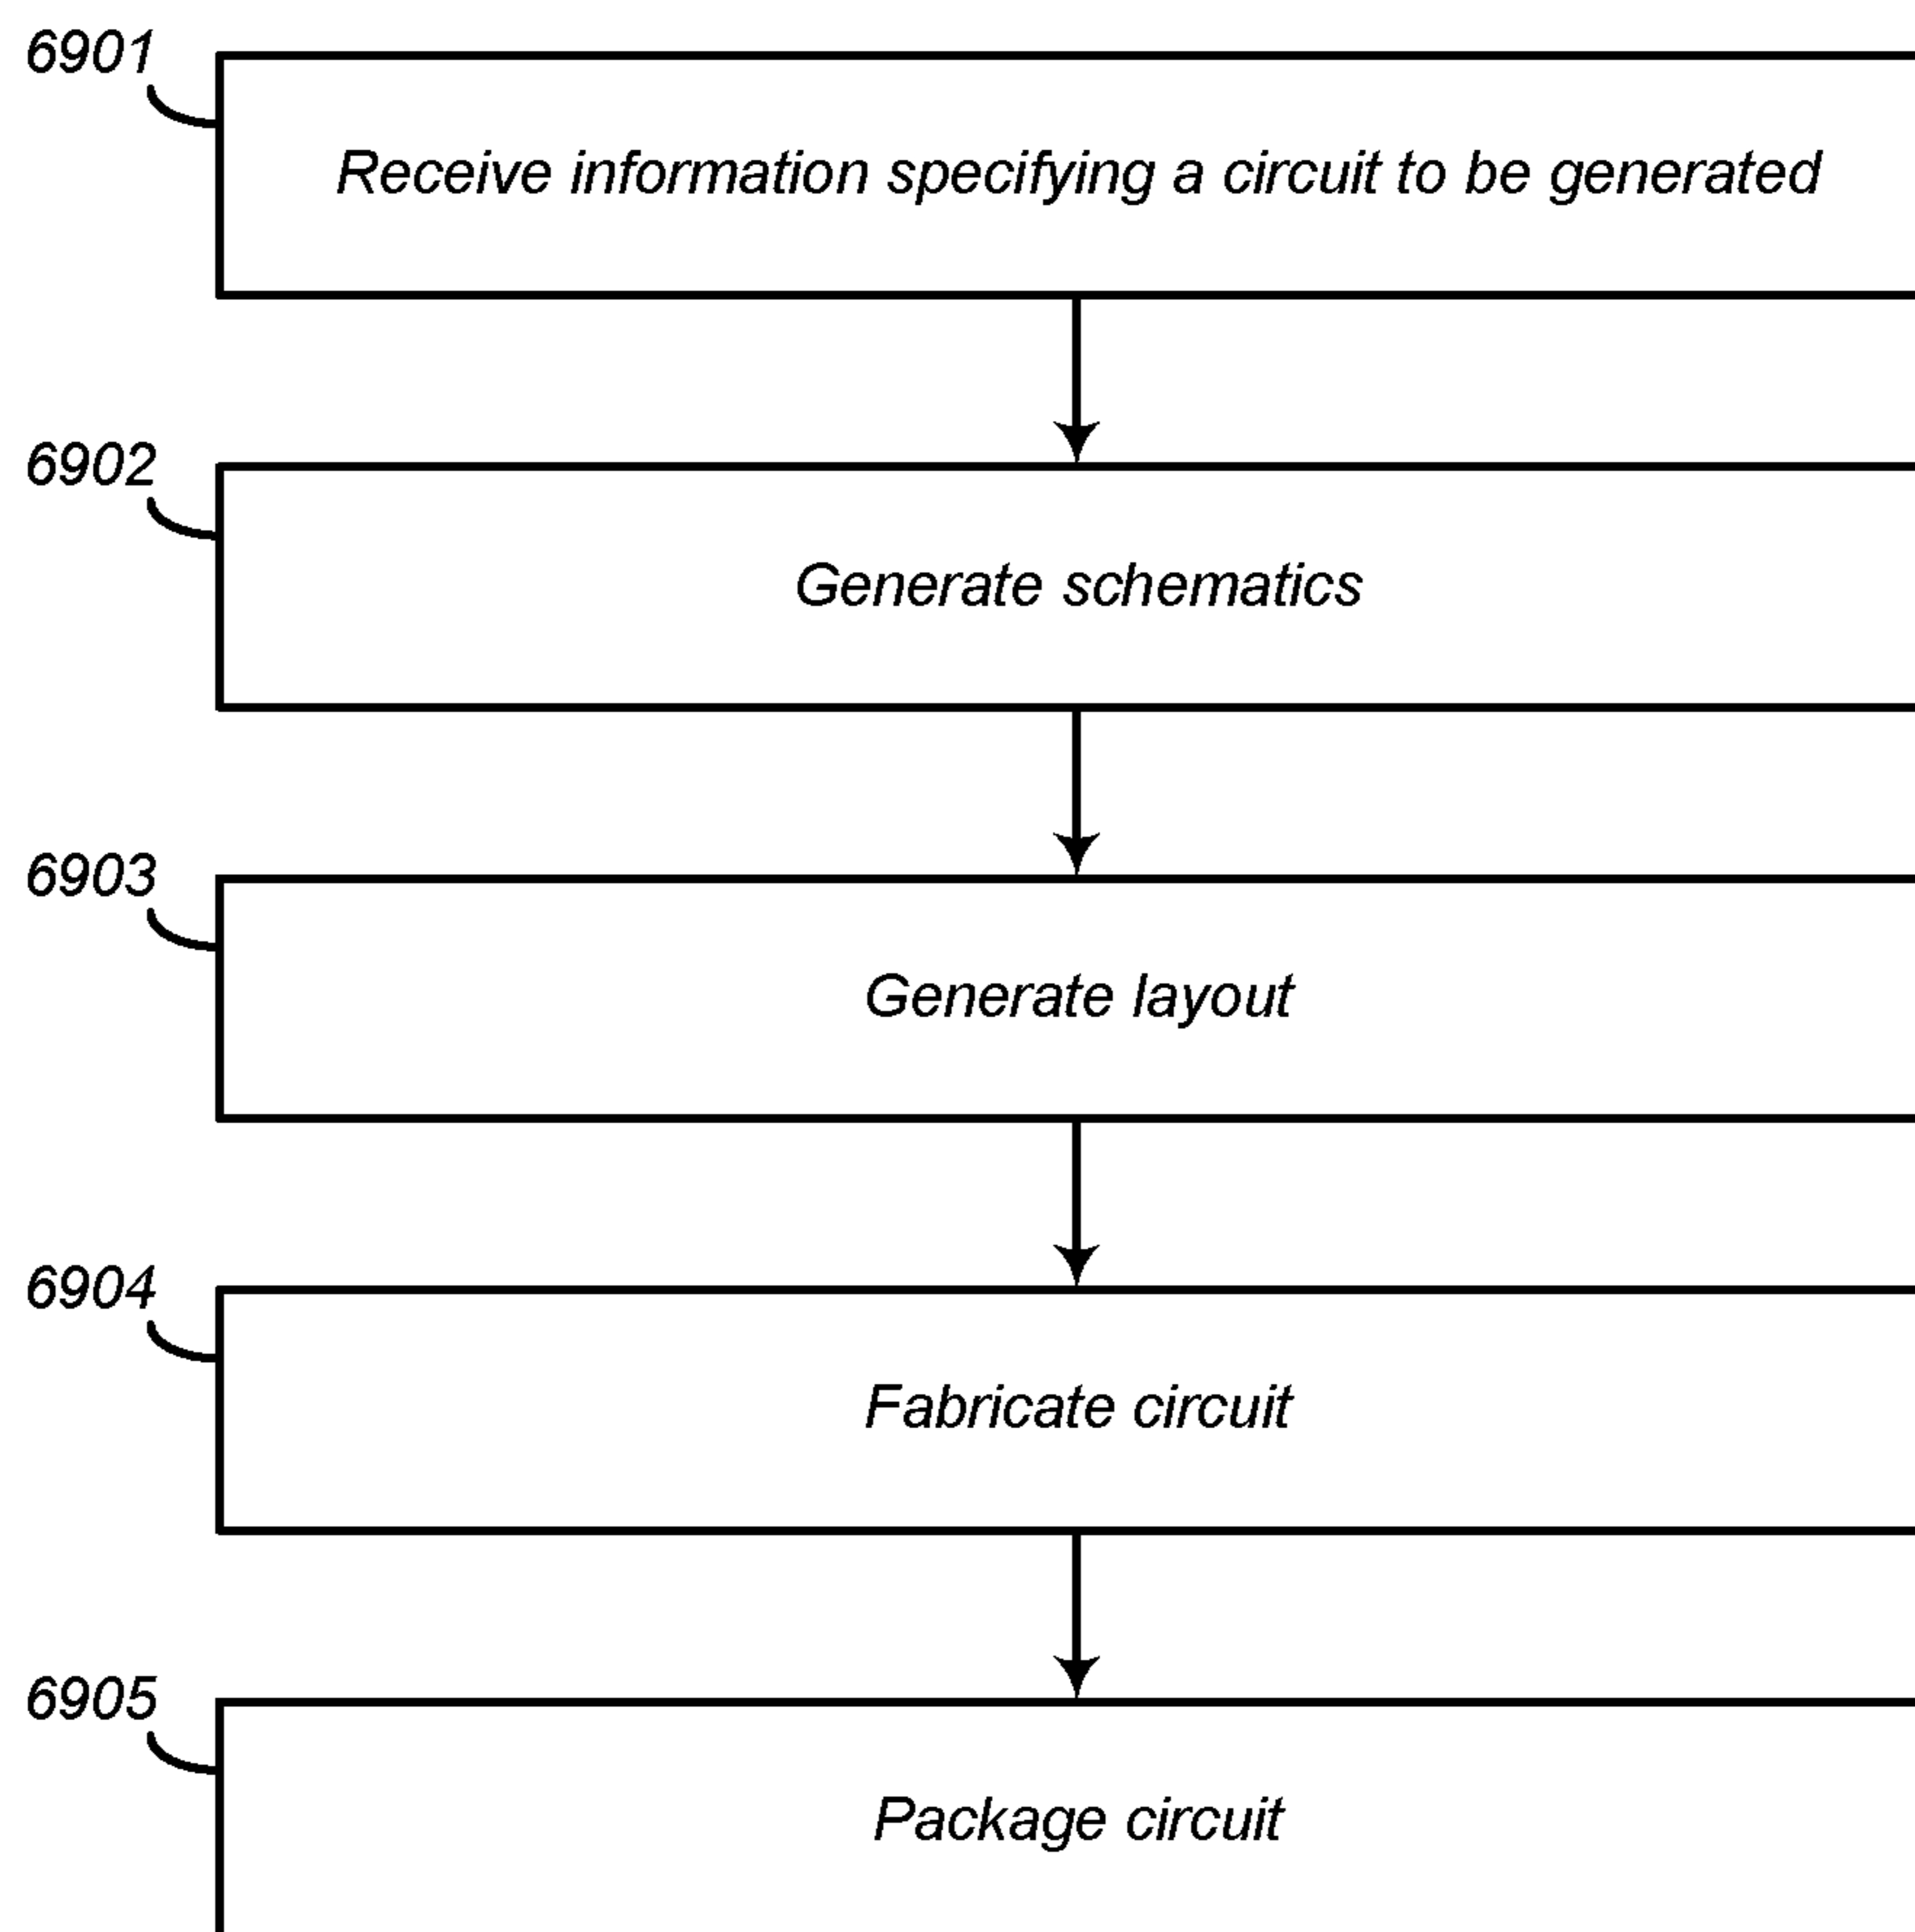 6901
Receive information specifying a circuit to be generated
6902
Generate schematics
6903
Generate layout
6904
Fabricate circuit
6905
Package circuit